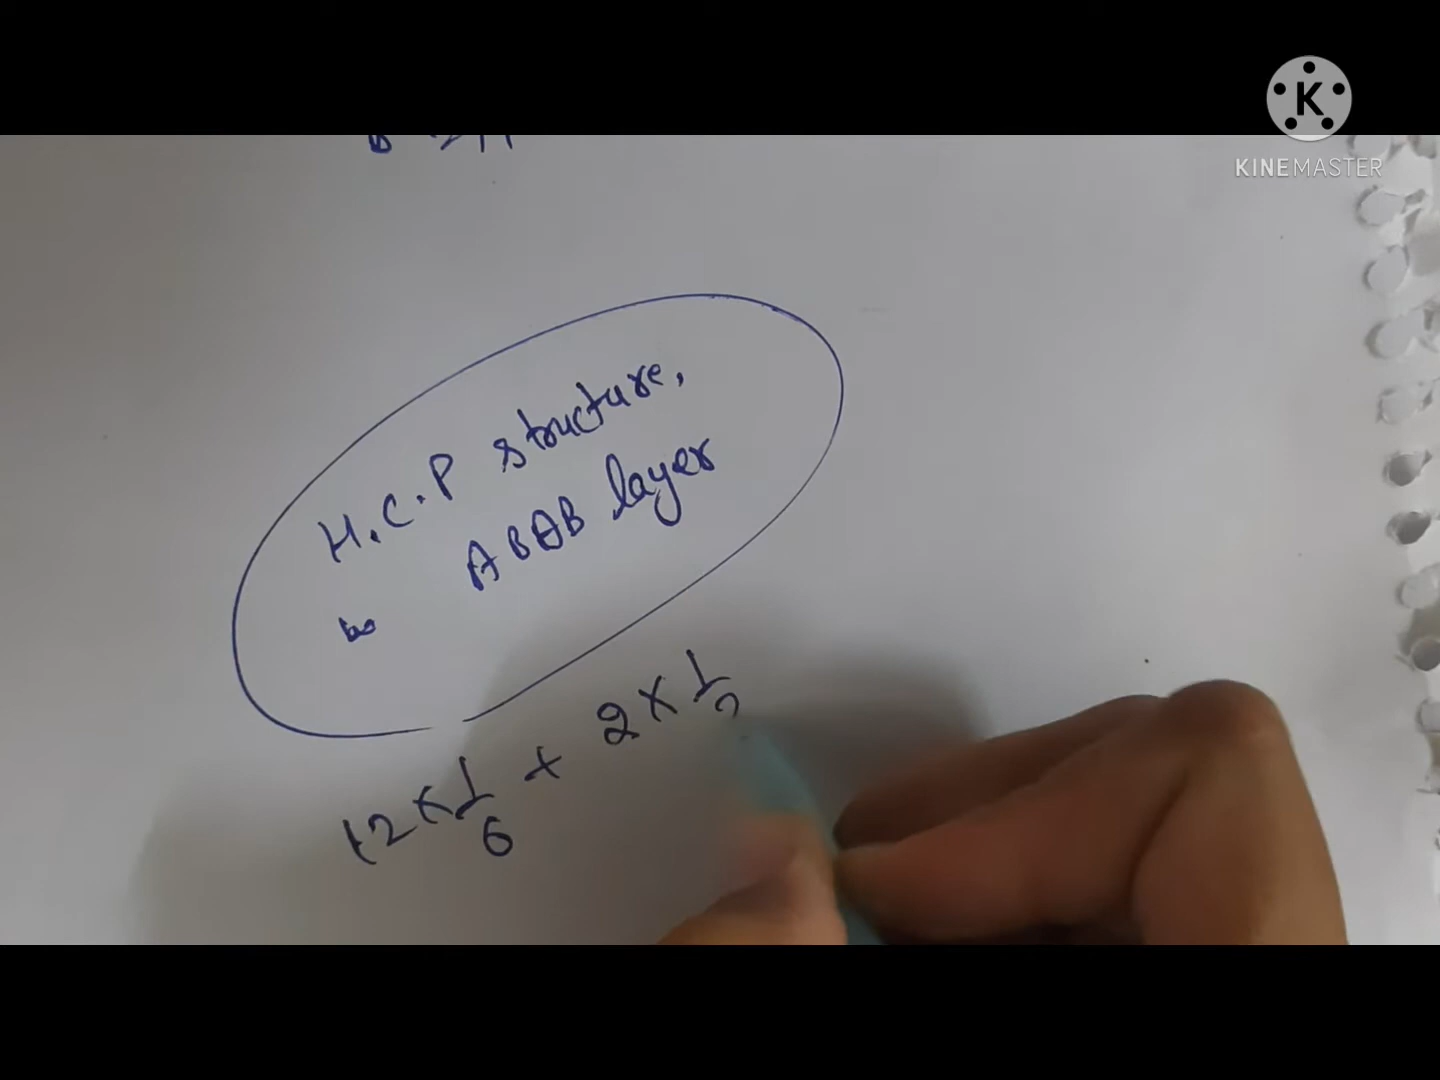 K
KINEMASTER
H.C.P structure,
ABAB layer
12 × 1/6 + 2 × 1/2